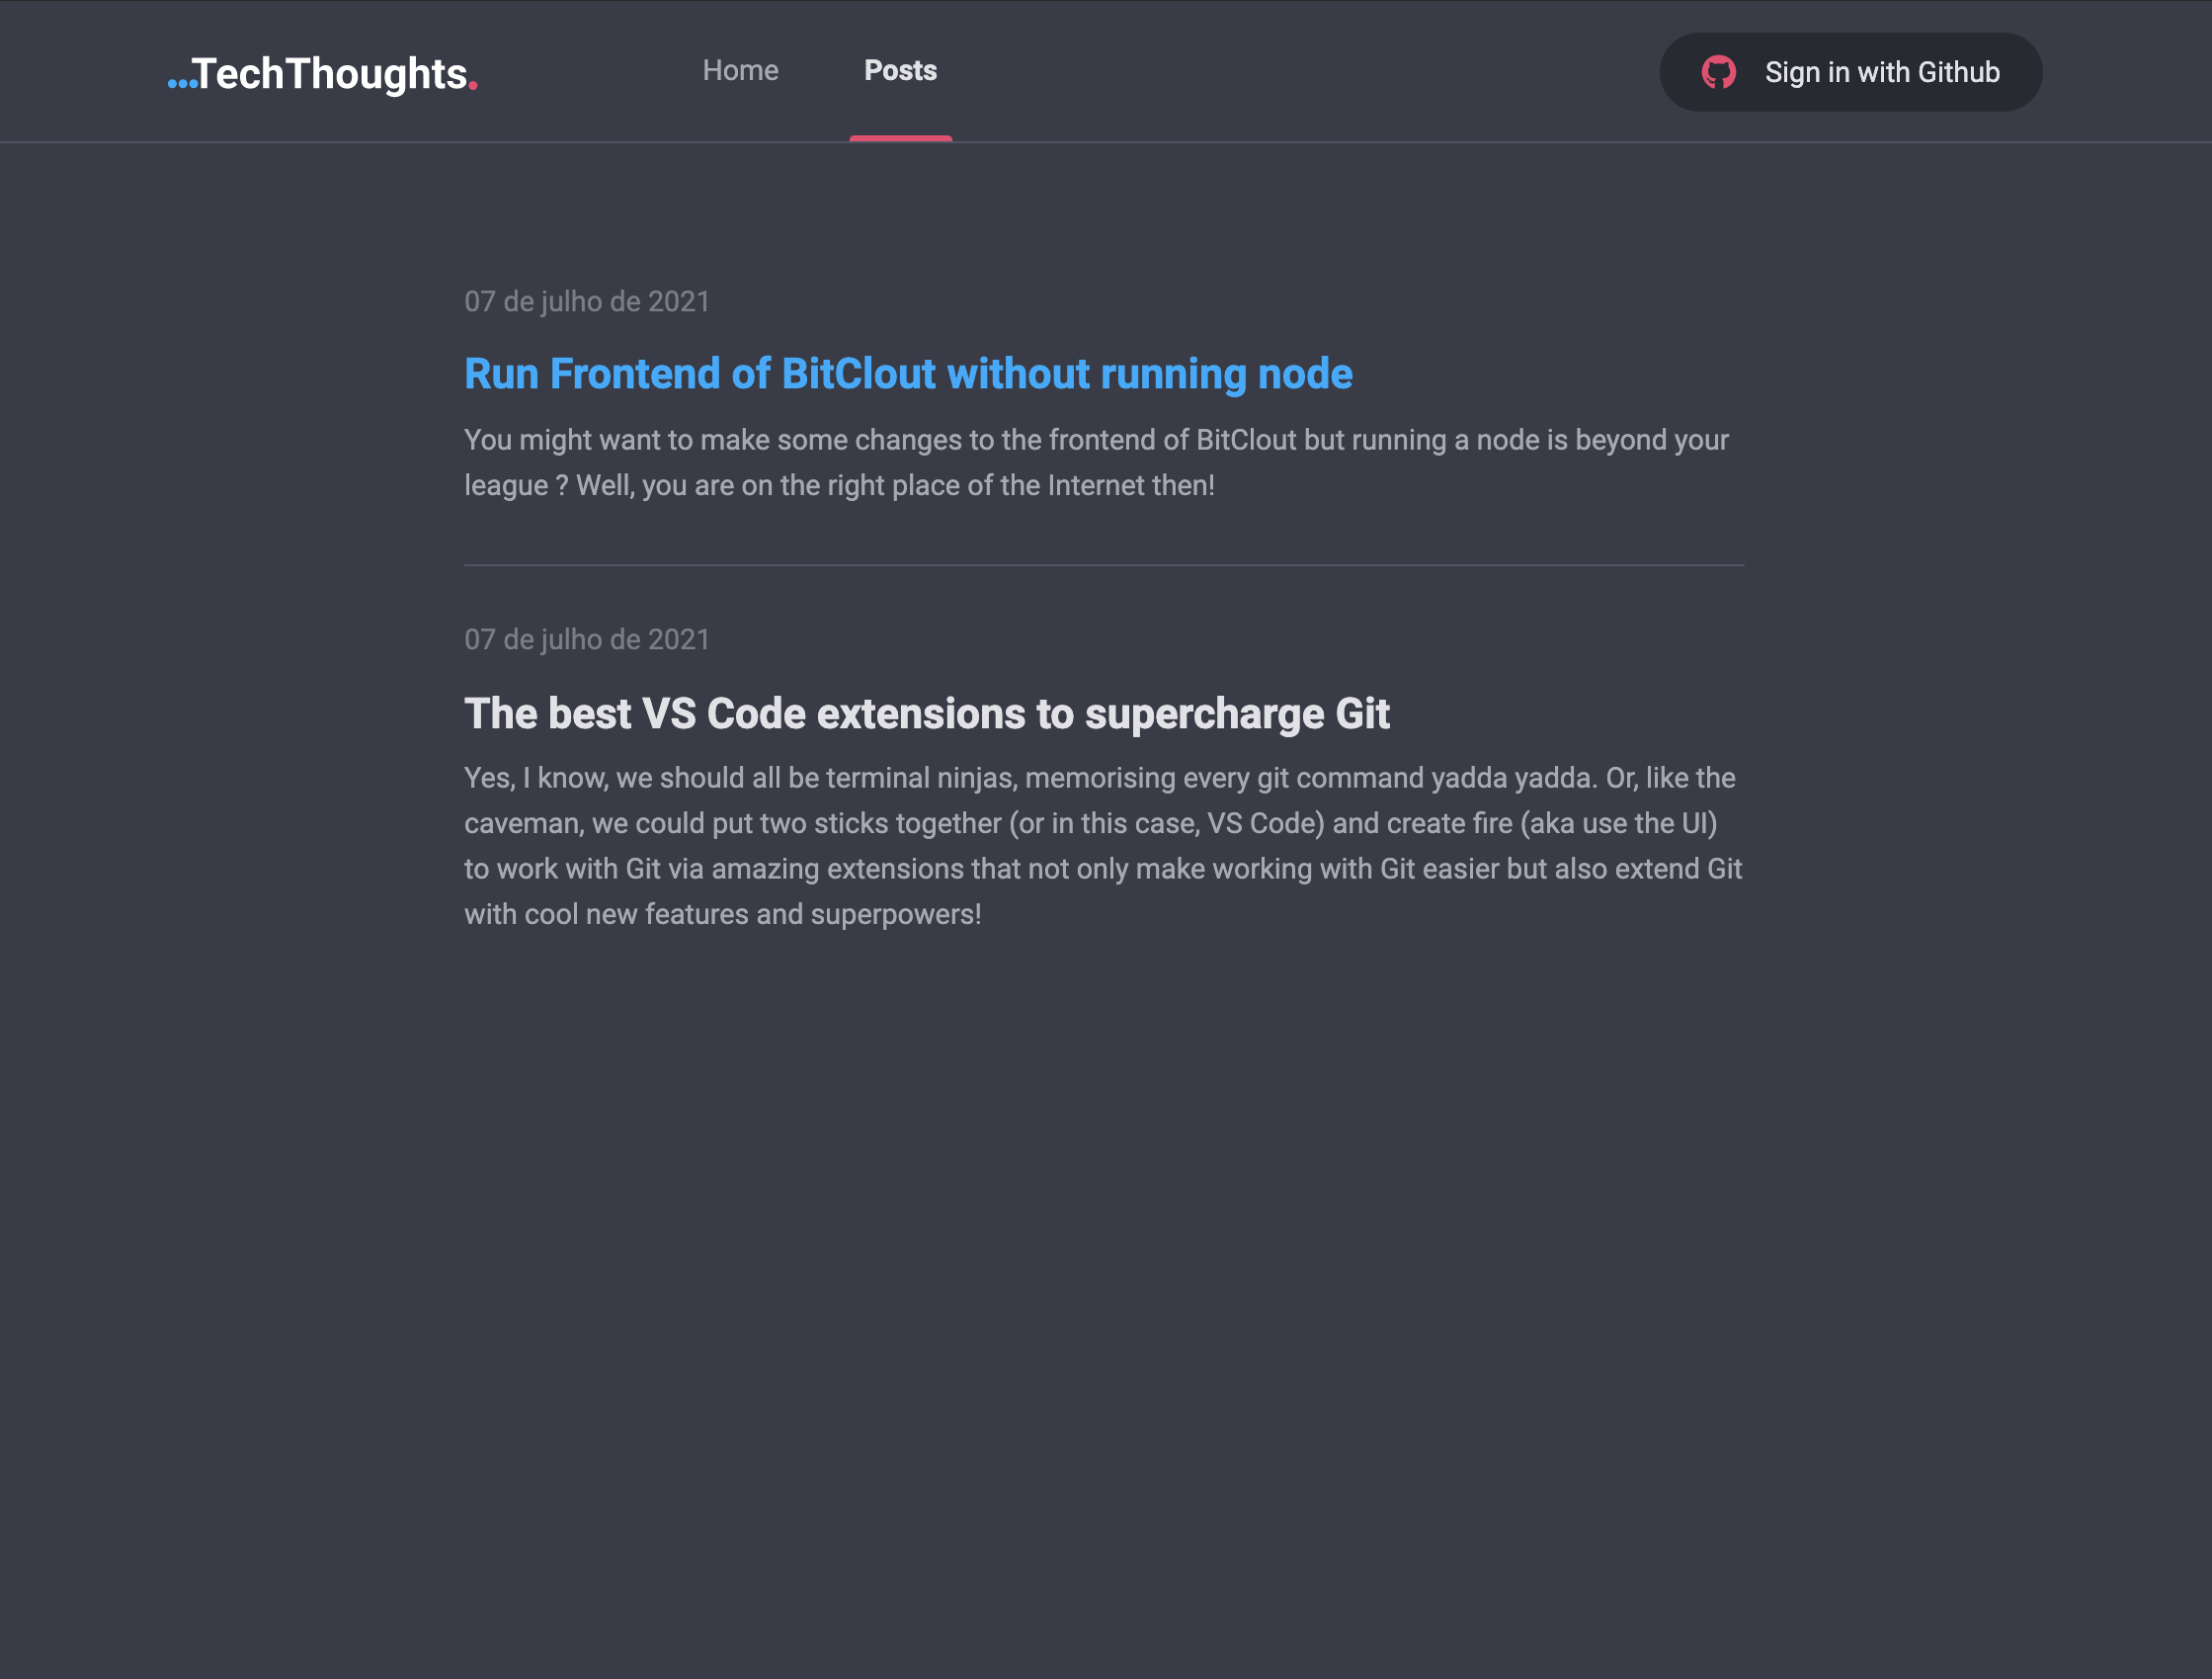 ...TechThoughts.
Home
Posts
Sign in with Github
07 de julho de 2021
Run Frontend of BitClout without running node
You might want to make some changes to the frontend of BitClout but running a node is beyond your
league ? Well, you are on the right place of the Internet then!
07 de julho de 2021
The best VS Code extensions to supercharge Git
Yes, I know, we should all be terminal ninjas, memorising every git command yadda yadda. Or, like the
caveman, we could put two sticks together (or in this case, VS Code) and create fire (aka use the UI)
to work with Git via amazing extensions that not only make working with Git easier but also extend Git
with cool new features and superpowers!